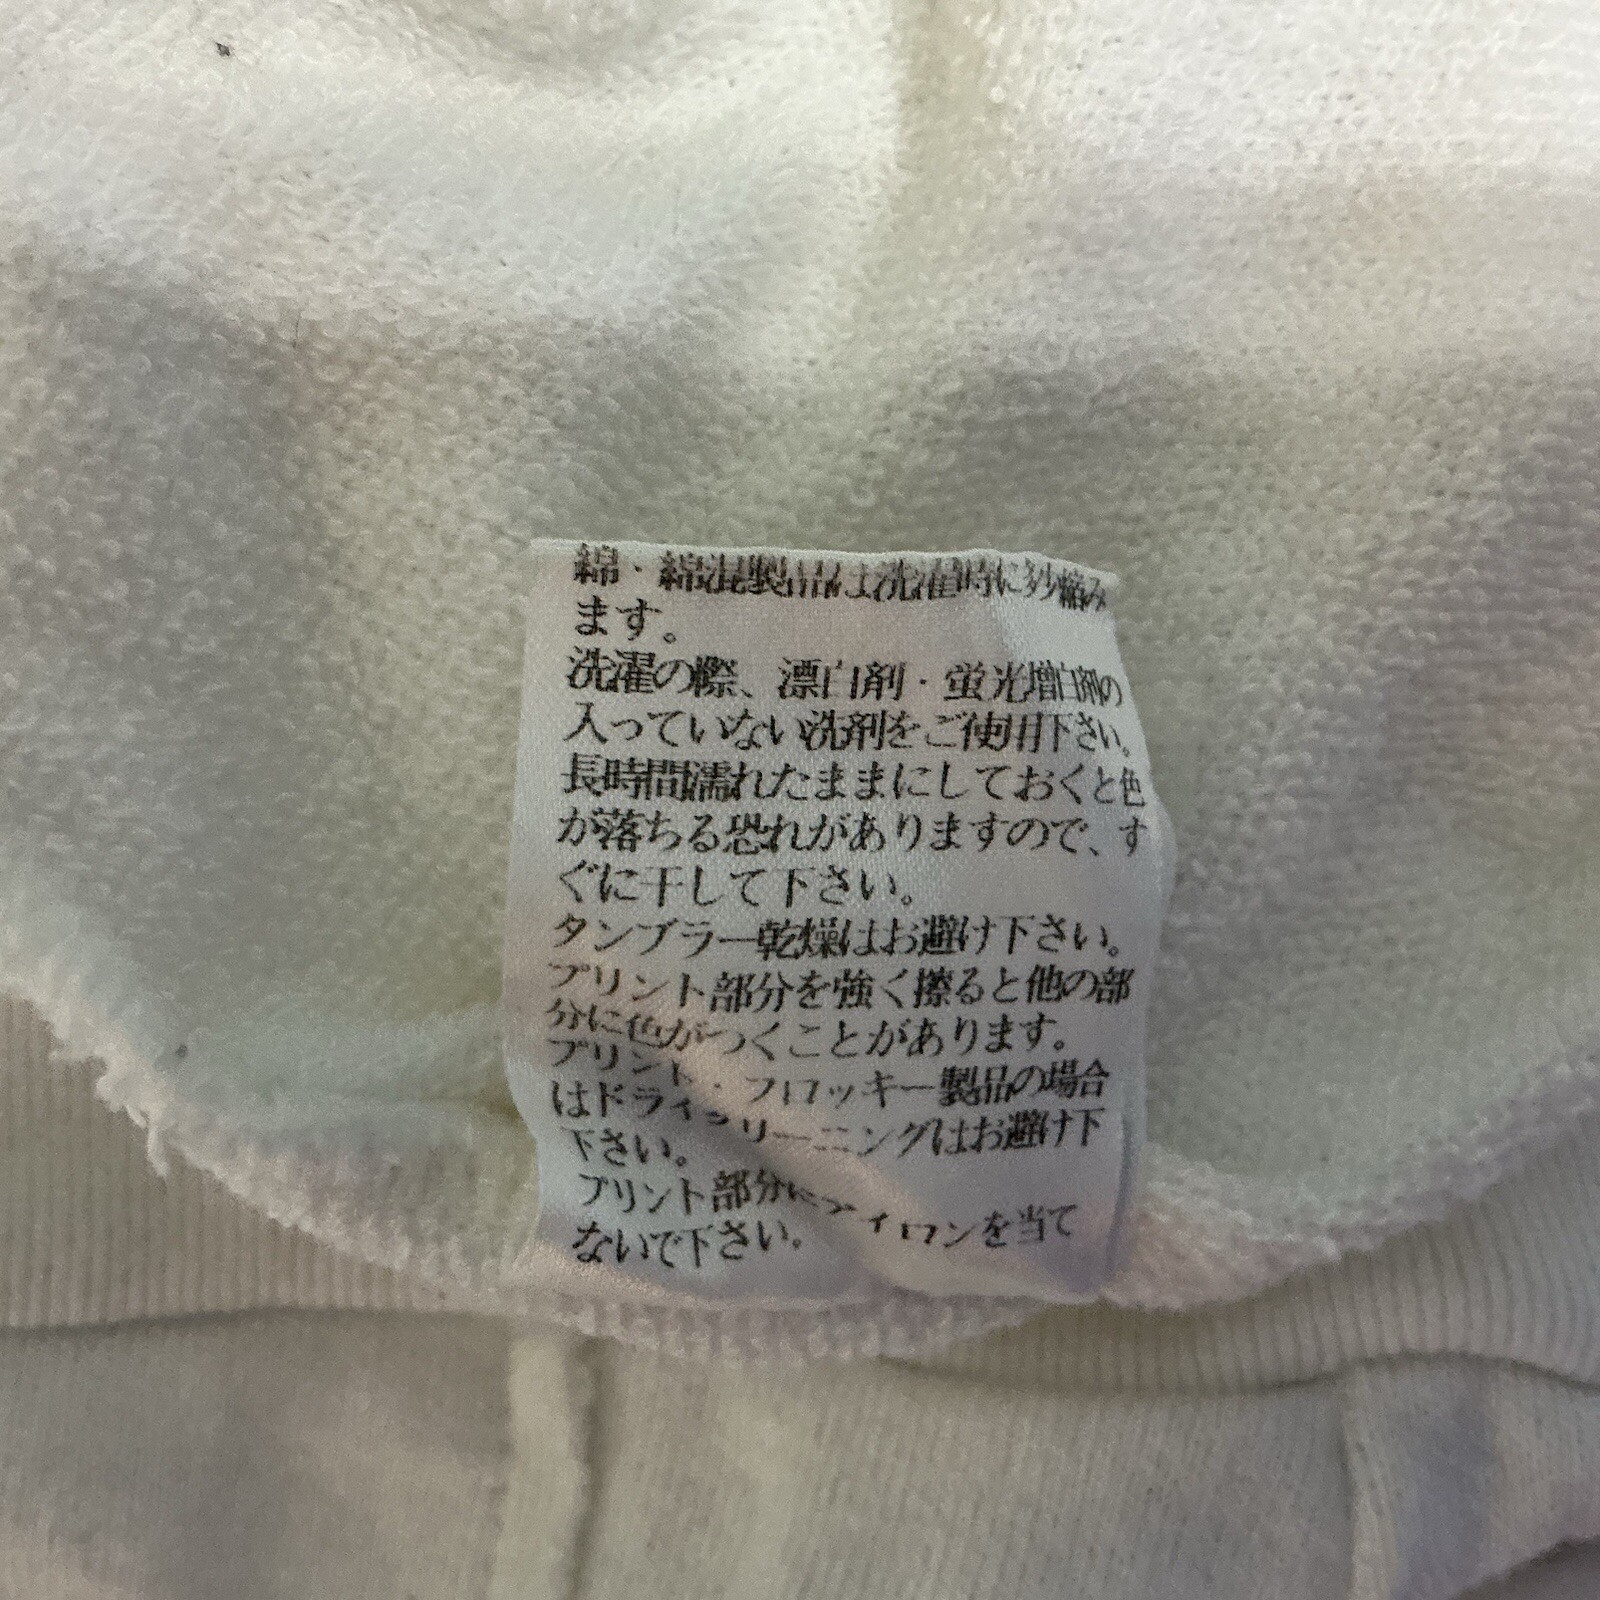 綿・綿混製品は洗濯時に多少縮み
ます。
洗濯の際、漂白剤・蛍光増白剤の
入っていない洗剤をご使用下さい。
長時間濡れたままにしておくと色
が落ちる恐れがありますので、す
ぐに干して下さい。
タンブラー乾燥はお避け下さい。
プリント部分を強く擦ると他の部
分に色がつくことがあります。
プリント・フロッキー製品の場合
はドライクリーニングはお避け下
下さい。
プリント部分にアイロンを当て
ないで下さい。